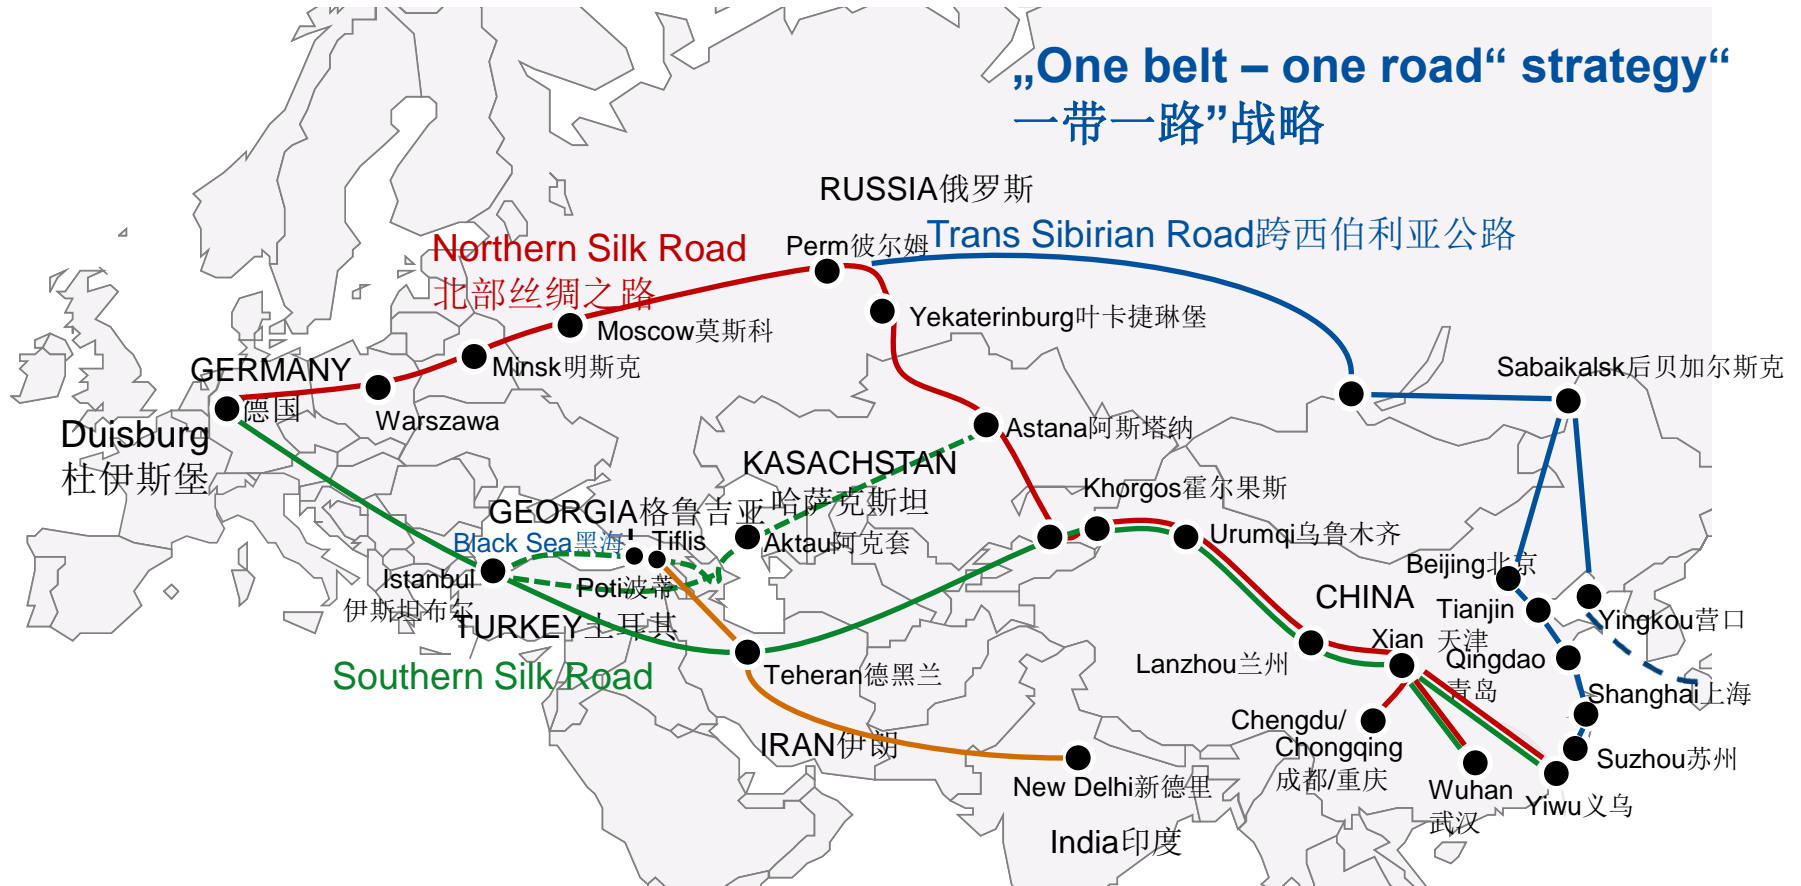 „One belt – one road“ strategy“
一带一路”战略
RUSSIA俄罗斯
Trans Sibirian Road跨西伯利亚公路
Northern Silk Road
北部丝绸之路
Perm彼尔姆
Yekaterinburg叶卡捷琳堡
Moscow莫斯科
Minsk明斯克
Sabaikalsk后贝加尔斯克
GERMANY
德国
Warszawa
Duisburg
杜伊斯堡
Astana阿斯塔纳
KASACHSTAN
哈萨克斯坦
Khorgos霍尔果斯
GEORGIA格鲁吉亚
Black Sea黑海
Tiflis
Aktau阿克套
Urumqi乌鲁木齐
Beijing北京
Istanbul
伊斯坦布尔
Poti波蒂
CHINA
Tianjin
天津
Yingkou营口
TURKEY土耳其
Xian
Lanzhou兰州
Qingdao
青岛
Southern Silk Road
Teheran德黑兰
Shanghai上海
Chengdu/
Chongqing
成都/重庆
IRAN伊朗
Suzhou苏州
New Delhi新德里
Wuhan
武汉
Yiwu义乌
India印度